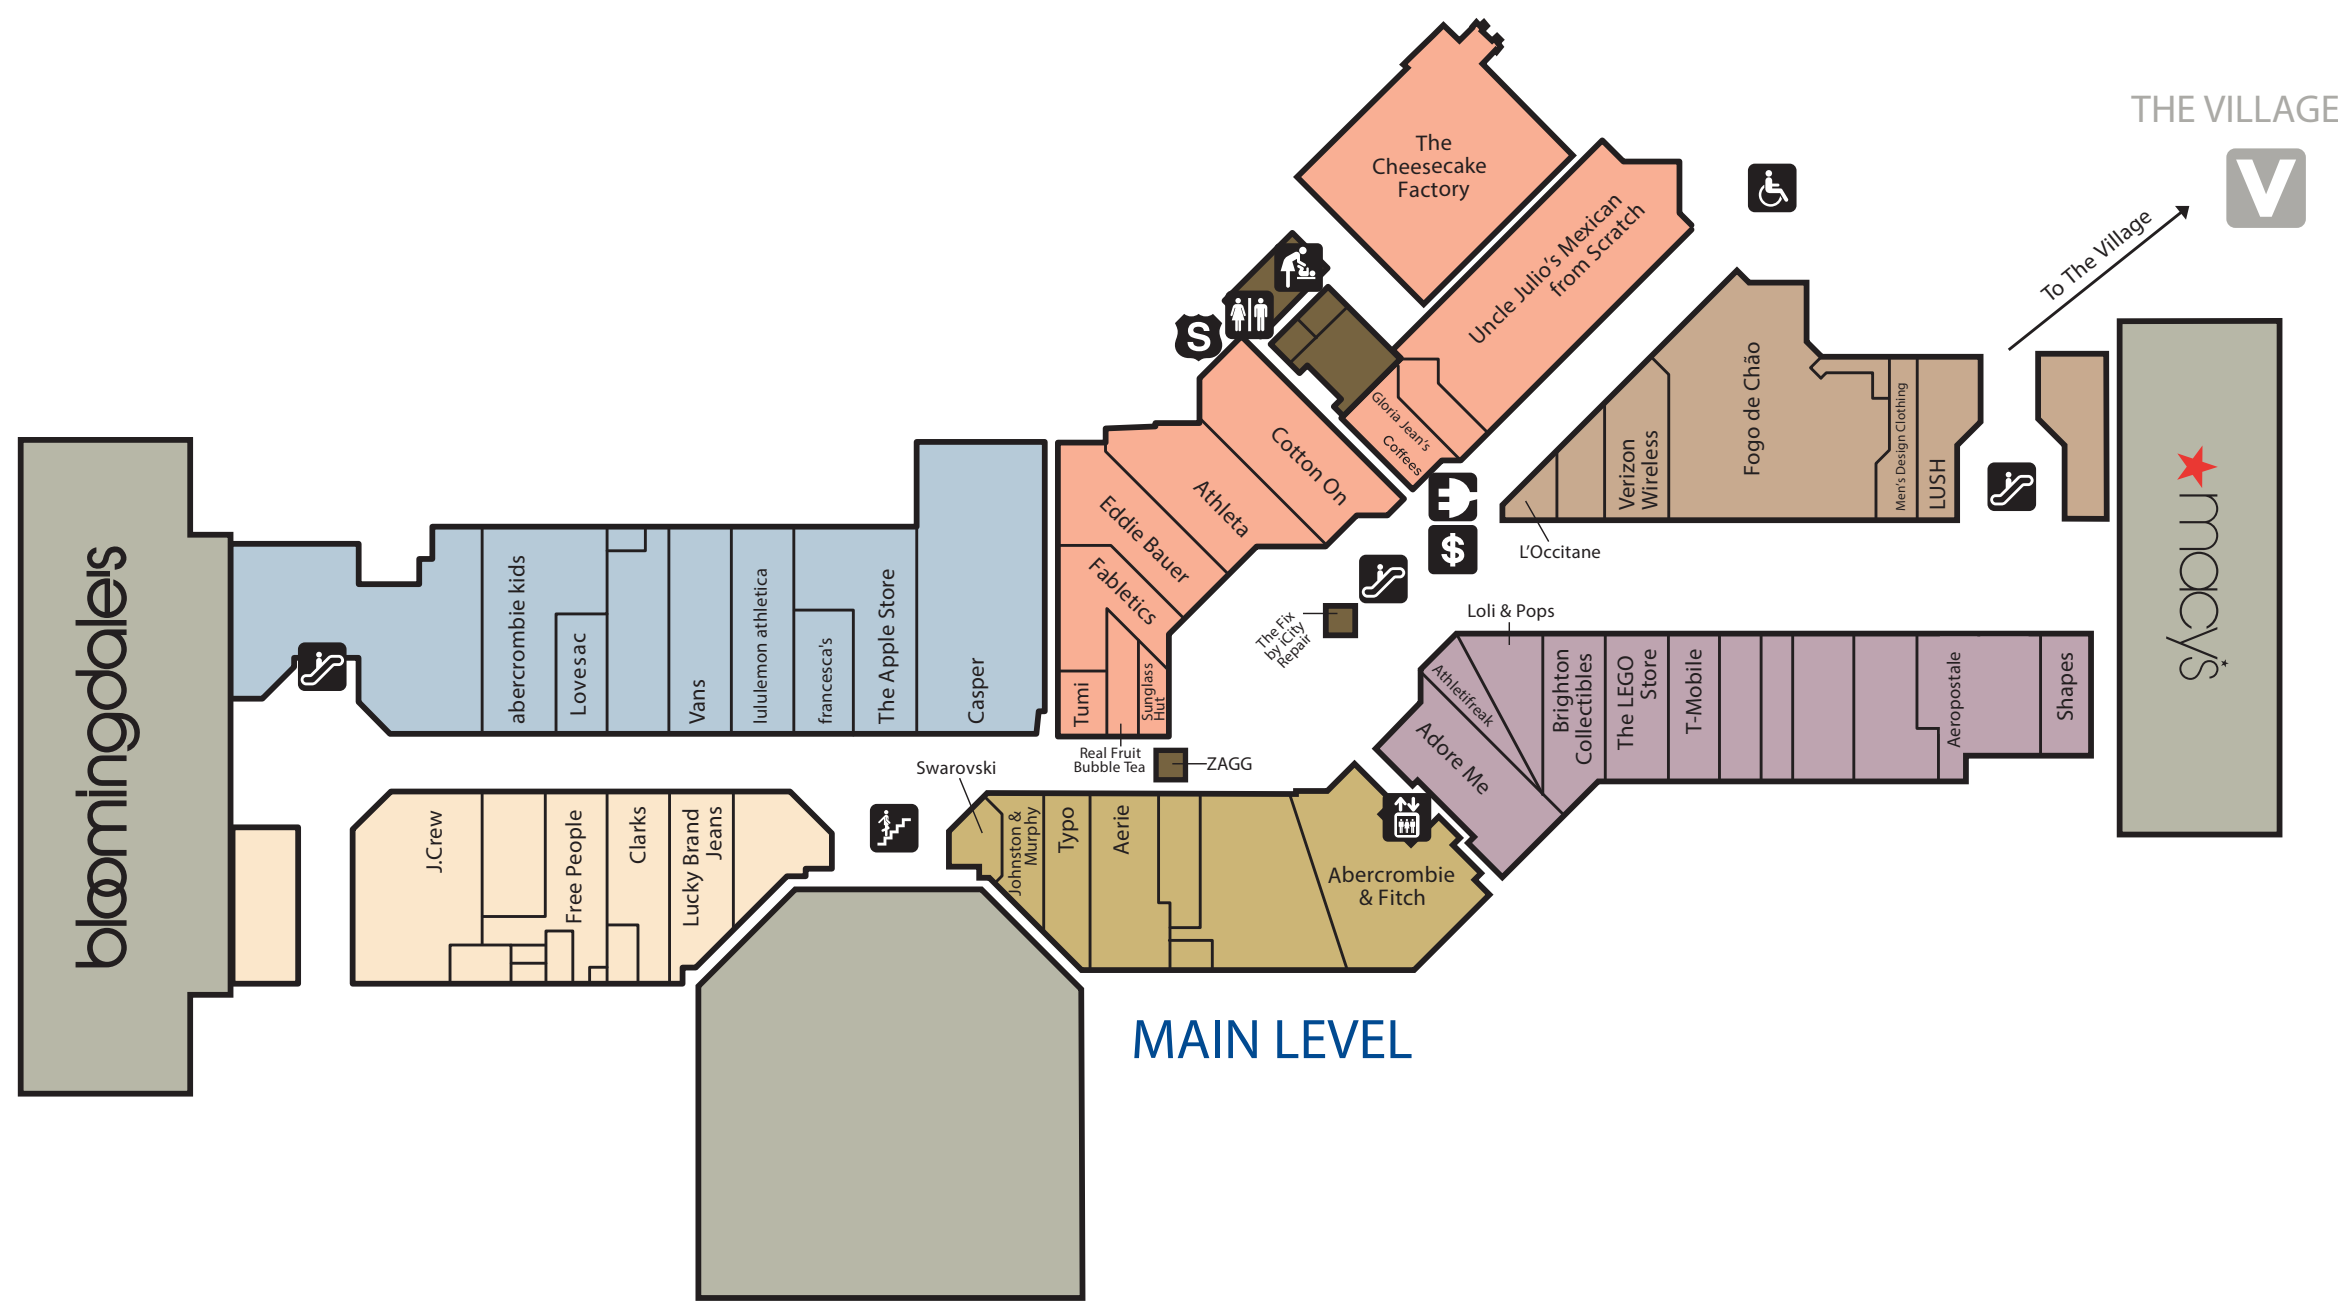 THE VILLAGE
V
To The Village
The
Cheesecake
Factory
Uncle Julio's Mexican
from Scratch
S
Gloria Jean's
Coffees
Cotton On
Athleta
Eddie Bauer
Fabletics
Tumi
Sunglass
Hut
Real Fruit
Bubble Tea
ZAGG
$
The Fix
by iCity
Repair
L'Occitane
Verizon
Wireless
Fogo de Chão
Men's Design Clothing
LUSH
macy's
bloomingdales
abercrombie kids
Lovesac
Vans
lululemon athletica
francesca's
The Apple Store
Casper
Loli & Pops
Athletifreak
Adore Me
Brighton
Collectibles
The LEGO
Store
T-Mobile
Aeropostale
Shapes
J.Crew
Free People
Clarks
Lucky Brand
Jeans
Swarovski
Johnston &
Murphy
Typo
Aerie
Abercrombie
& Fitch
MAIN LEVEL